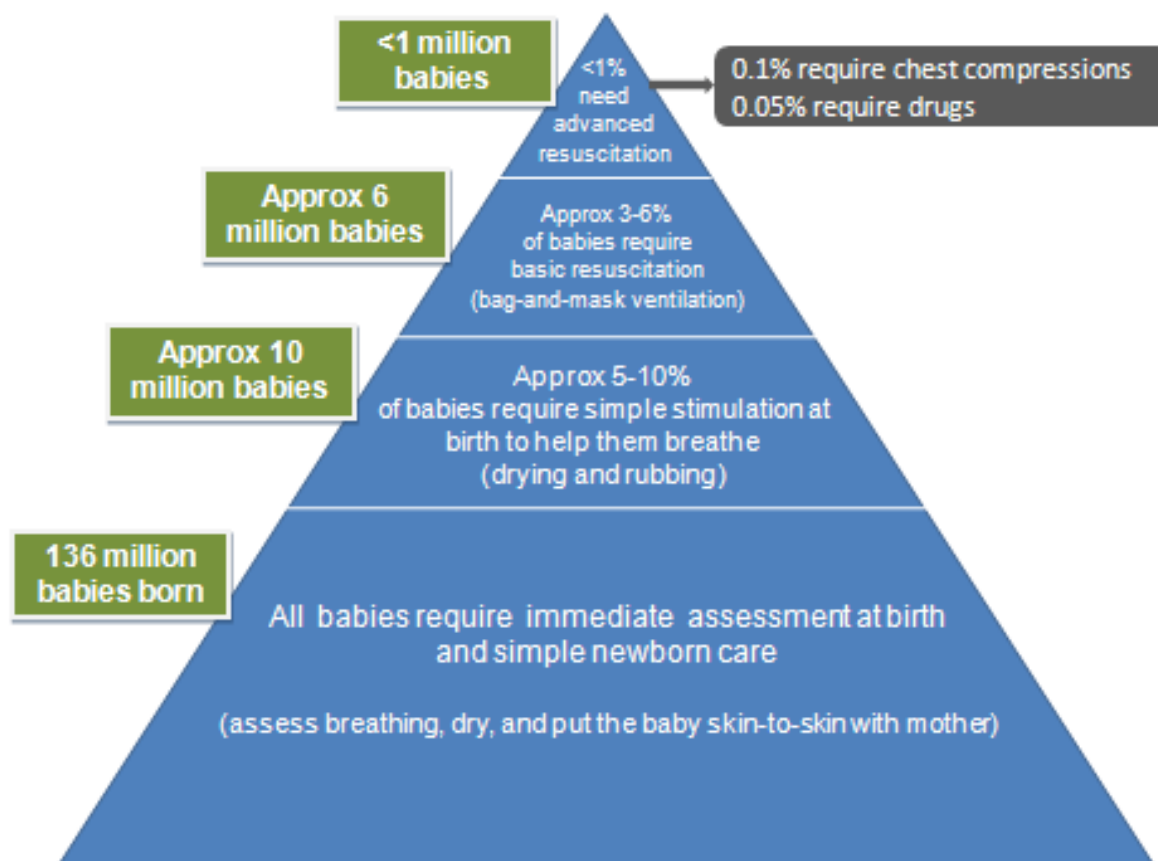 <1 million
babies
<1%
need
advanced
resuscitation
0.1% require chest compressions
0.05% require drugs
Approx 6
million babies
Approx 3-6%
of babies require
basic resuscitation
(bag-and-mask ventilation)
Approx 10
million babies
Approx 5-10%
of babies require simple stimulation at
birth to help them breathe
(drying and rubbing)
136 million
babies born
All babies require immediate assessment at birth
and simple newborn care
(assess breathing, dry, and put the baby skin-to-skin with mother)